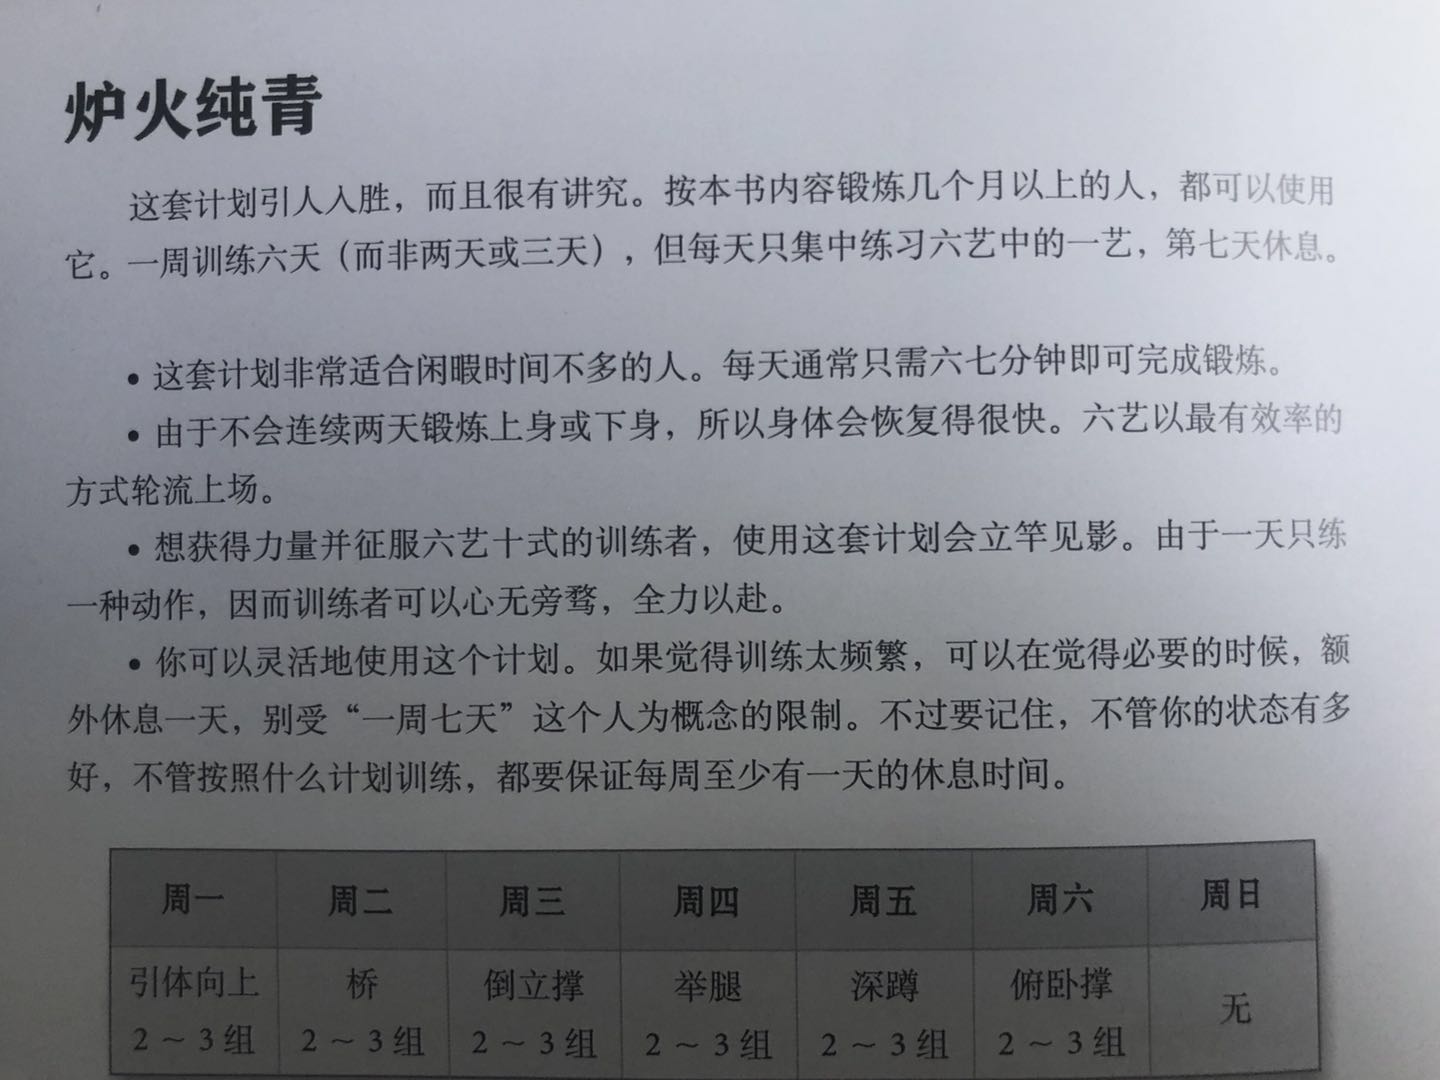 炉火纯青
这套计划引人入胜，而且很有讲究。按本书内容锻炼几个月以上的人，都可以使用
它。一周训练六天（而非两天或三天），但每天只集中练习六艺中的一艺，第七天休息。
• 这套计划非常适合闲暇时间不多的人。每天通常只需六七分钟即可完成锻炼。
• 由于不会连续两天锻炼上身或下身，所以身体会恢复得很快。六艺以最有效率的
方式轮流上场。
• 想获得力量并征服六艺十式的训练者，使用这套计划会立竿见影。由于一天只练
一种动作，因而训练者可以心无旁骛，全力以赴。
• 你可以灵活地使用这个计划。如果觉得训练太频繁，可以在觉得必要的时候，额
外休息一天，别受“一周七天”这个人为概念的限制。不过要记住，不管你的状态有多
好，不管按照什么计划训练，都要保证每周至少有一天的休息时间。
周一 周二 周三 周四 周五 周六 周日
引体向上 桥 倒立撑 举腿 深蹲 俯卧撑 无
2～3组 2～3组 2～3组 2～3组 2～3组 2～3组